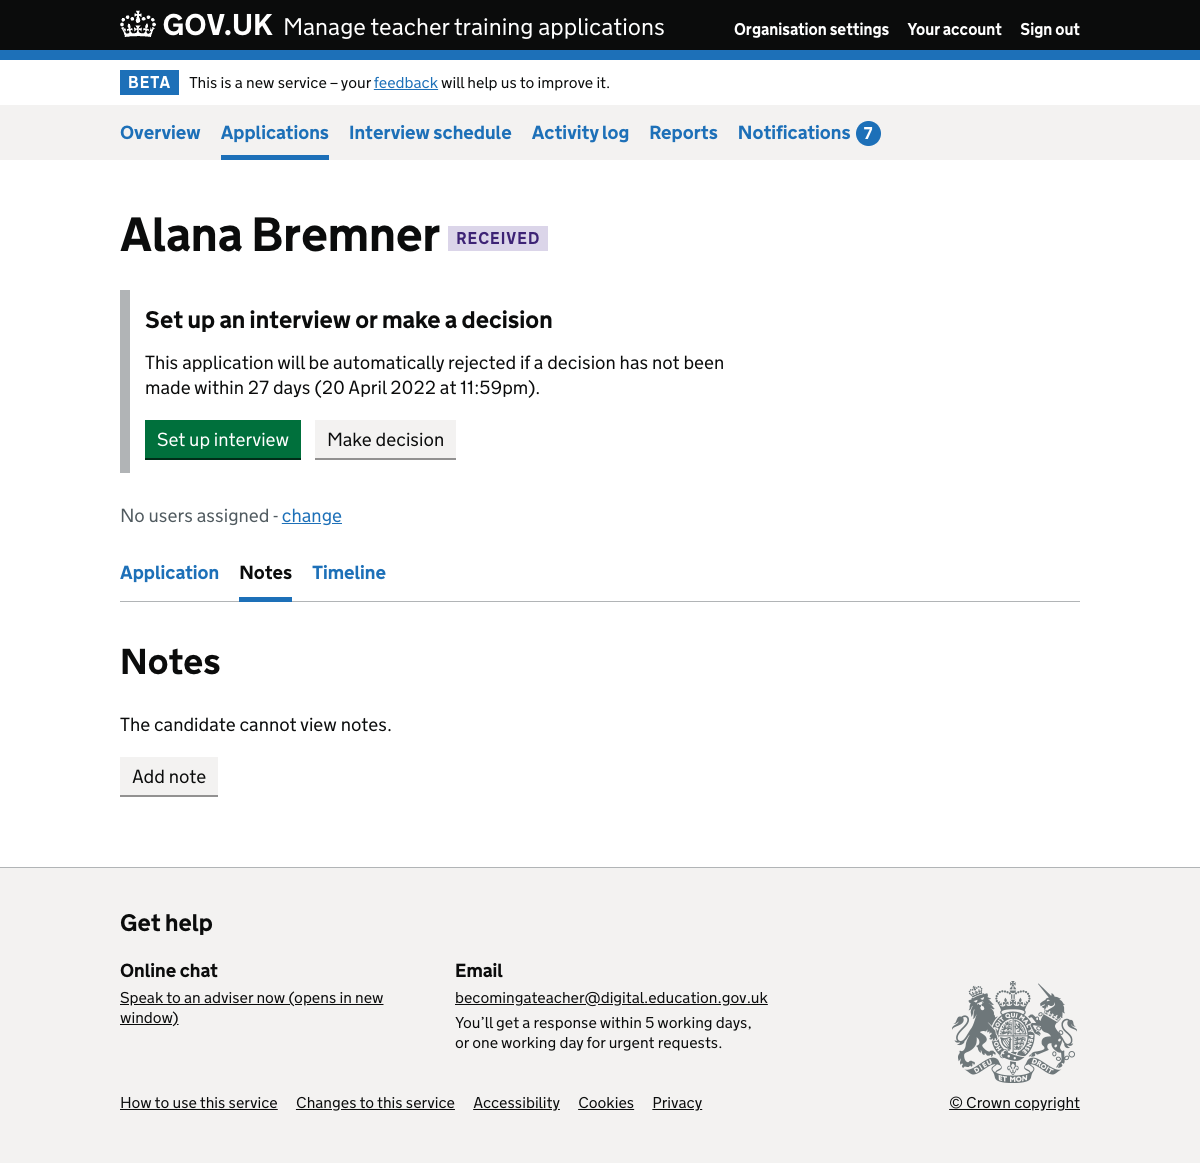 GOV.UK Manage teacher training applications Organisation settings Your account Sign out
BETA This is a new service – your feedback will help us to improve it.
Overview Applications Interview schedule Activity log Reports Notifications 7
Alana Bremner RECEIVED
Set up an interview or make a decision
This application will be automatically rejected if a decision has not been
made within 27 days (20 April 2022 at 11:59pm).
Set up interview Make decision
No users assigned - change
Application Notes Timeline
Notes
The candidate cannot view notes.
Add note
Get help
Online chat
Speak to an adviser now (opens in new
window)
Email
becomingateacher@digital.education.gov.uk
You’ll get a response within 5 working days,
or one working day for urgent requests.
DIEU ET MON DROIT
How to use this service Changes to this service Accessibility Cookies Privacy © Crown copyright